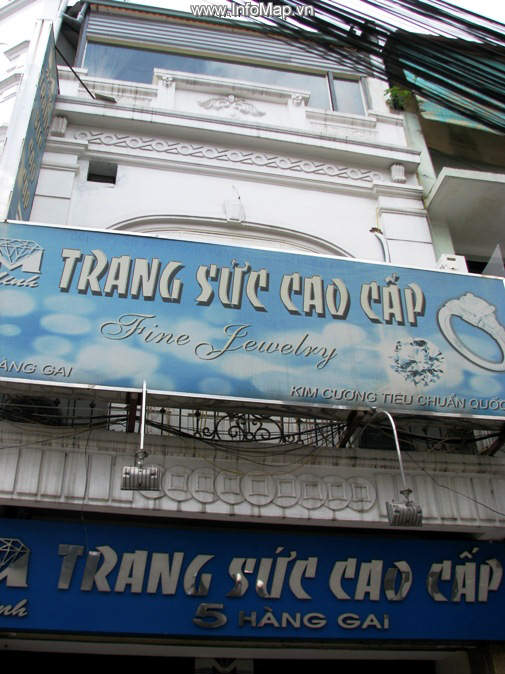 www.InfoMap.vn
M
TRANG SỨC CAO CẤP
Fine Jewelry
ÀNG GAI
KIM CƯƠNG TIÊU CHUẨN QUỐC
TRANG SỨC CAO CẤP
5 HÀNG GAI